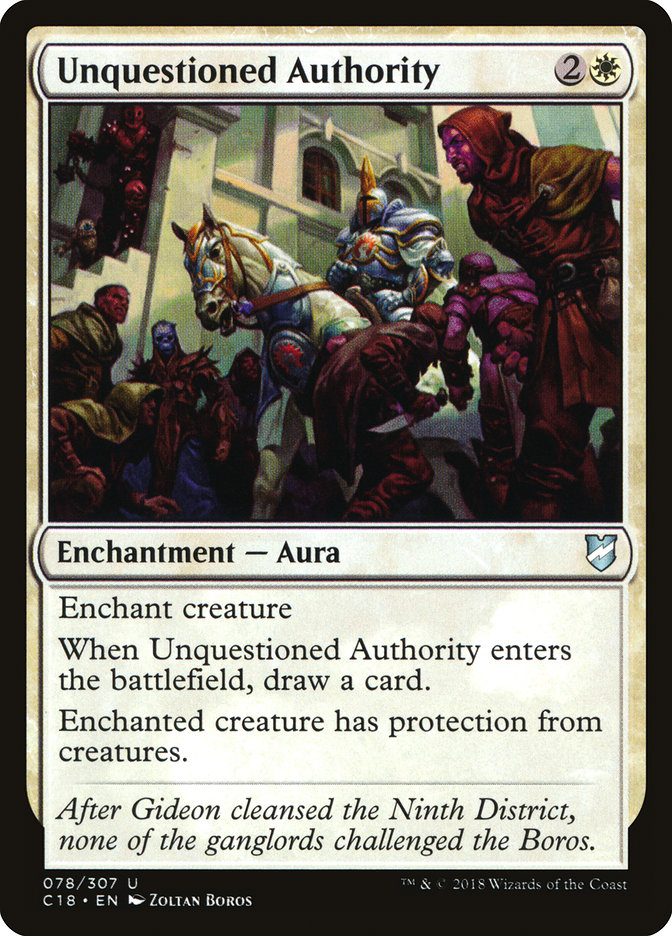 Unquestioned Authority 2
Enchantment — Aura
Enchant creature
When Unquestioned Authority enters
the battlefield, draw a card.
Enchanted creature has protection from
creatures.
After Gideon cleansed the Ninth District,
none of the ganglords challenged the Boros.
078/307 U
C18 • EN Zoltan Boros
™ & © 2018 Wizards of the Coast